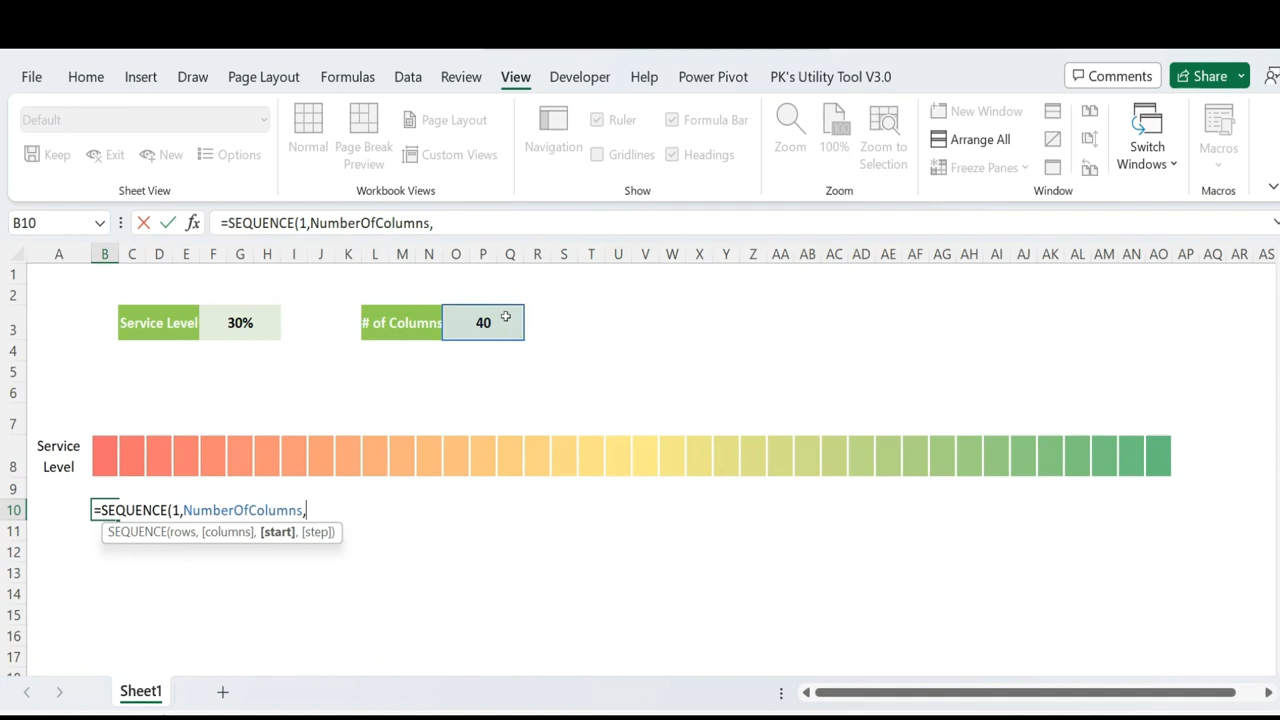 File Home Insert Draw Page Layout Formulas Data Review View Developer Help Power Pivot PK's Utility Tool V3.0 Comments Share
Default
Keep Exit New Options
Sheet View
Normal Page Break Preview Page Layout Custom Views
Workbook Views
Navigation Ruler Gridlines Formula Bar Headings
Show
Zoom 100% Zoom to Selection
Zoom
New Window Arrange All Freeze Panes Switch Windows
Window
Macros
Macros
B10 fx =SEQUENCE(1,NumberOfColumns,
A B C D E F G H I J K L M N O P Q R S T U V W X Y Z AA AB AC AD AE AF AG AH AI AJ AK AL AM AN AO AP AQ AR AS
1
2
3 Service Level 30% # of Columns 40
4
5
6
7
8 Service Level
9
10 =SEQUENCE(1,NumberOfColumns,
11 SEQUENCE(rows, [columns], [start], [step])
12
13
14
15
16
17
Sheet1